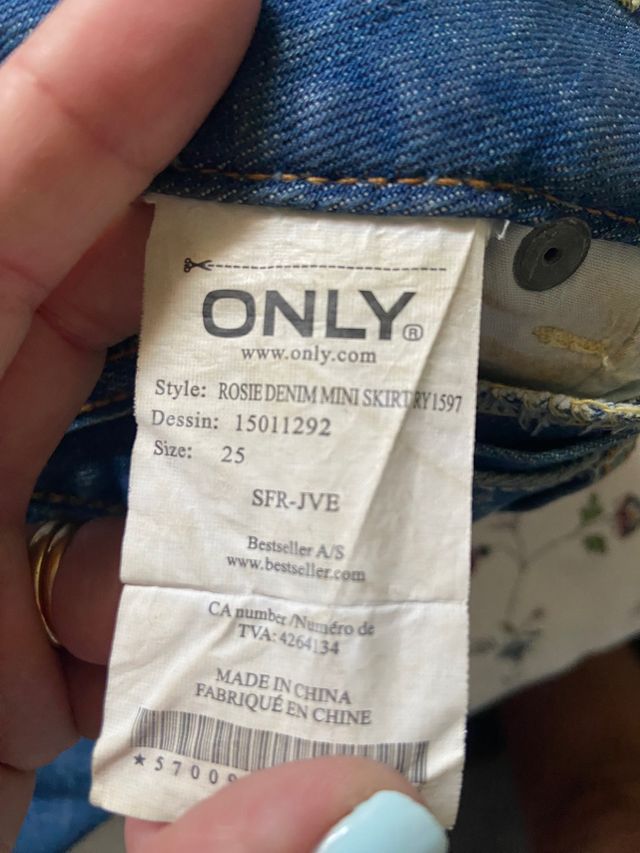 ONLY®
www.only.com
Style: ROSIE DENIM MINI SKIRT RY1597
Dessin: 15011292
Size: 25
SFR-JVE
Bestseller A/S
www.bestseller.com
CA number/Numéro de
TVA: 4264134
MADE IN CHINA
FABRIQUÉ EN CHINE
*5700